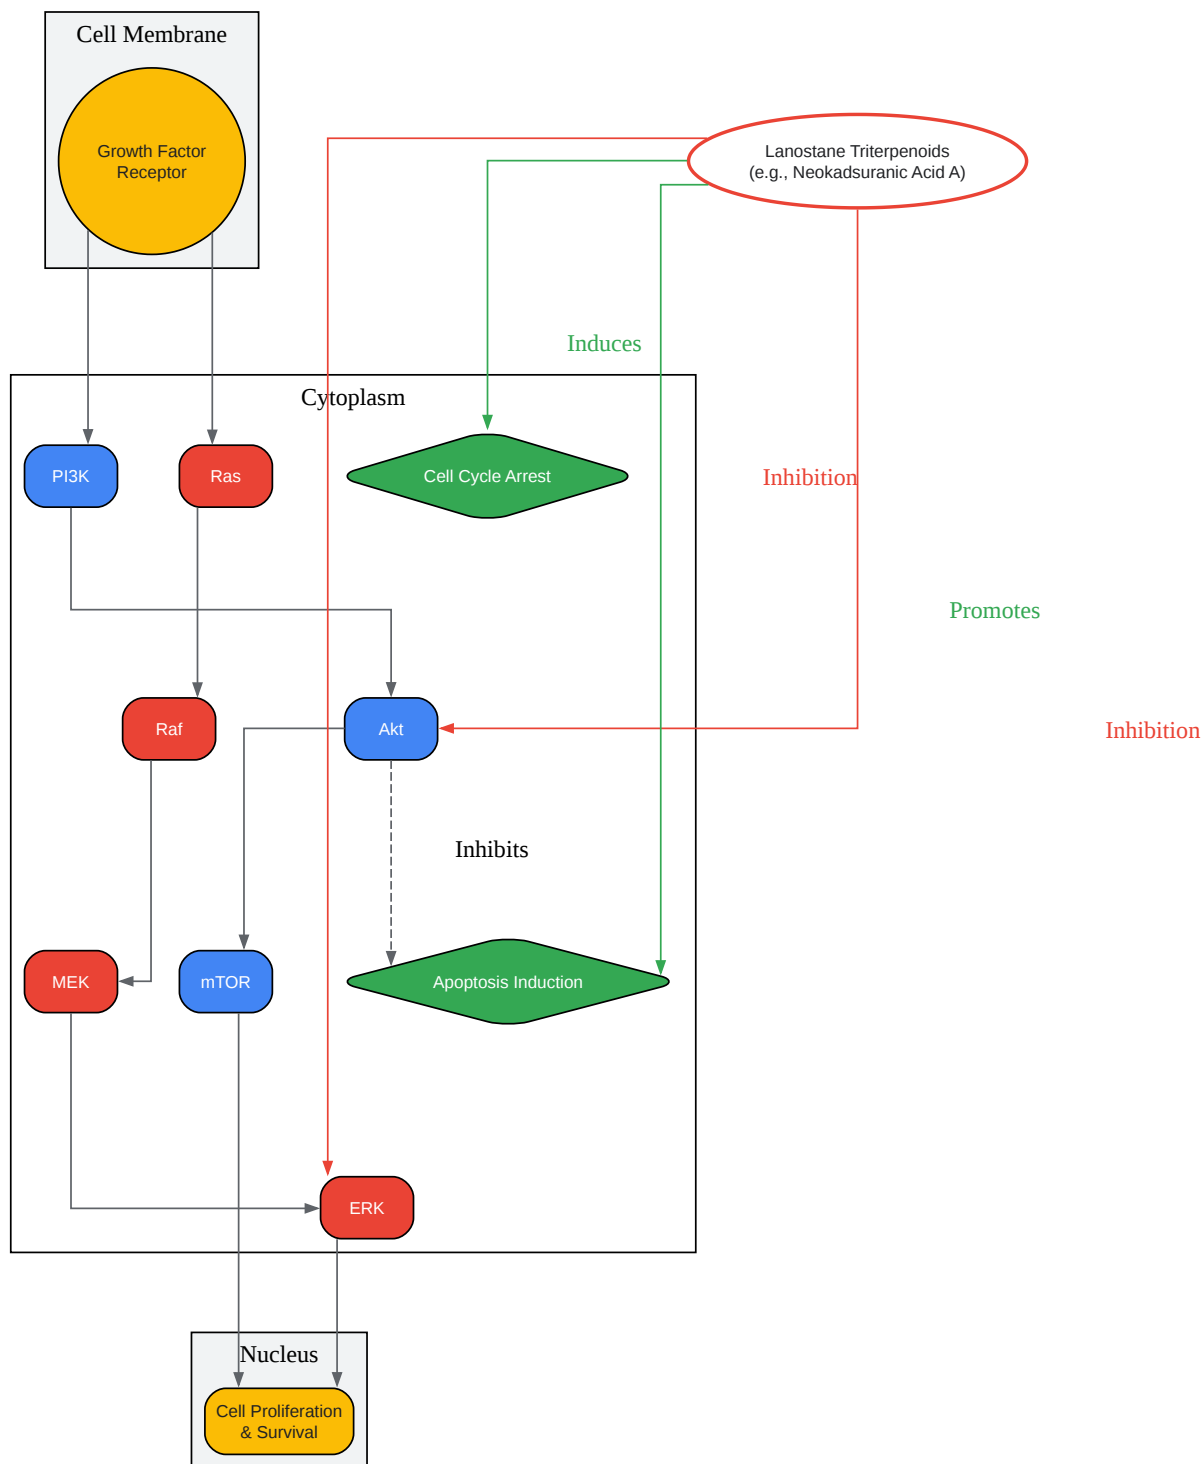 Cell Membrane
Growth Factor
Receptor
Lanostane Triterpenoids
(e.g., Neokadsuranic Acid A)
Induces
Cytoplasm
PI3K
Ras
Cell Cycle Arrest
Inhibition
Promotes
Raf
Akt
Inhibition
Inhibits
MEK
mTOR
Apoptosis Induction
ERK
Nucleus
Cell Proliferation
& Survival